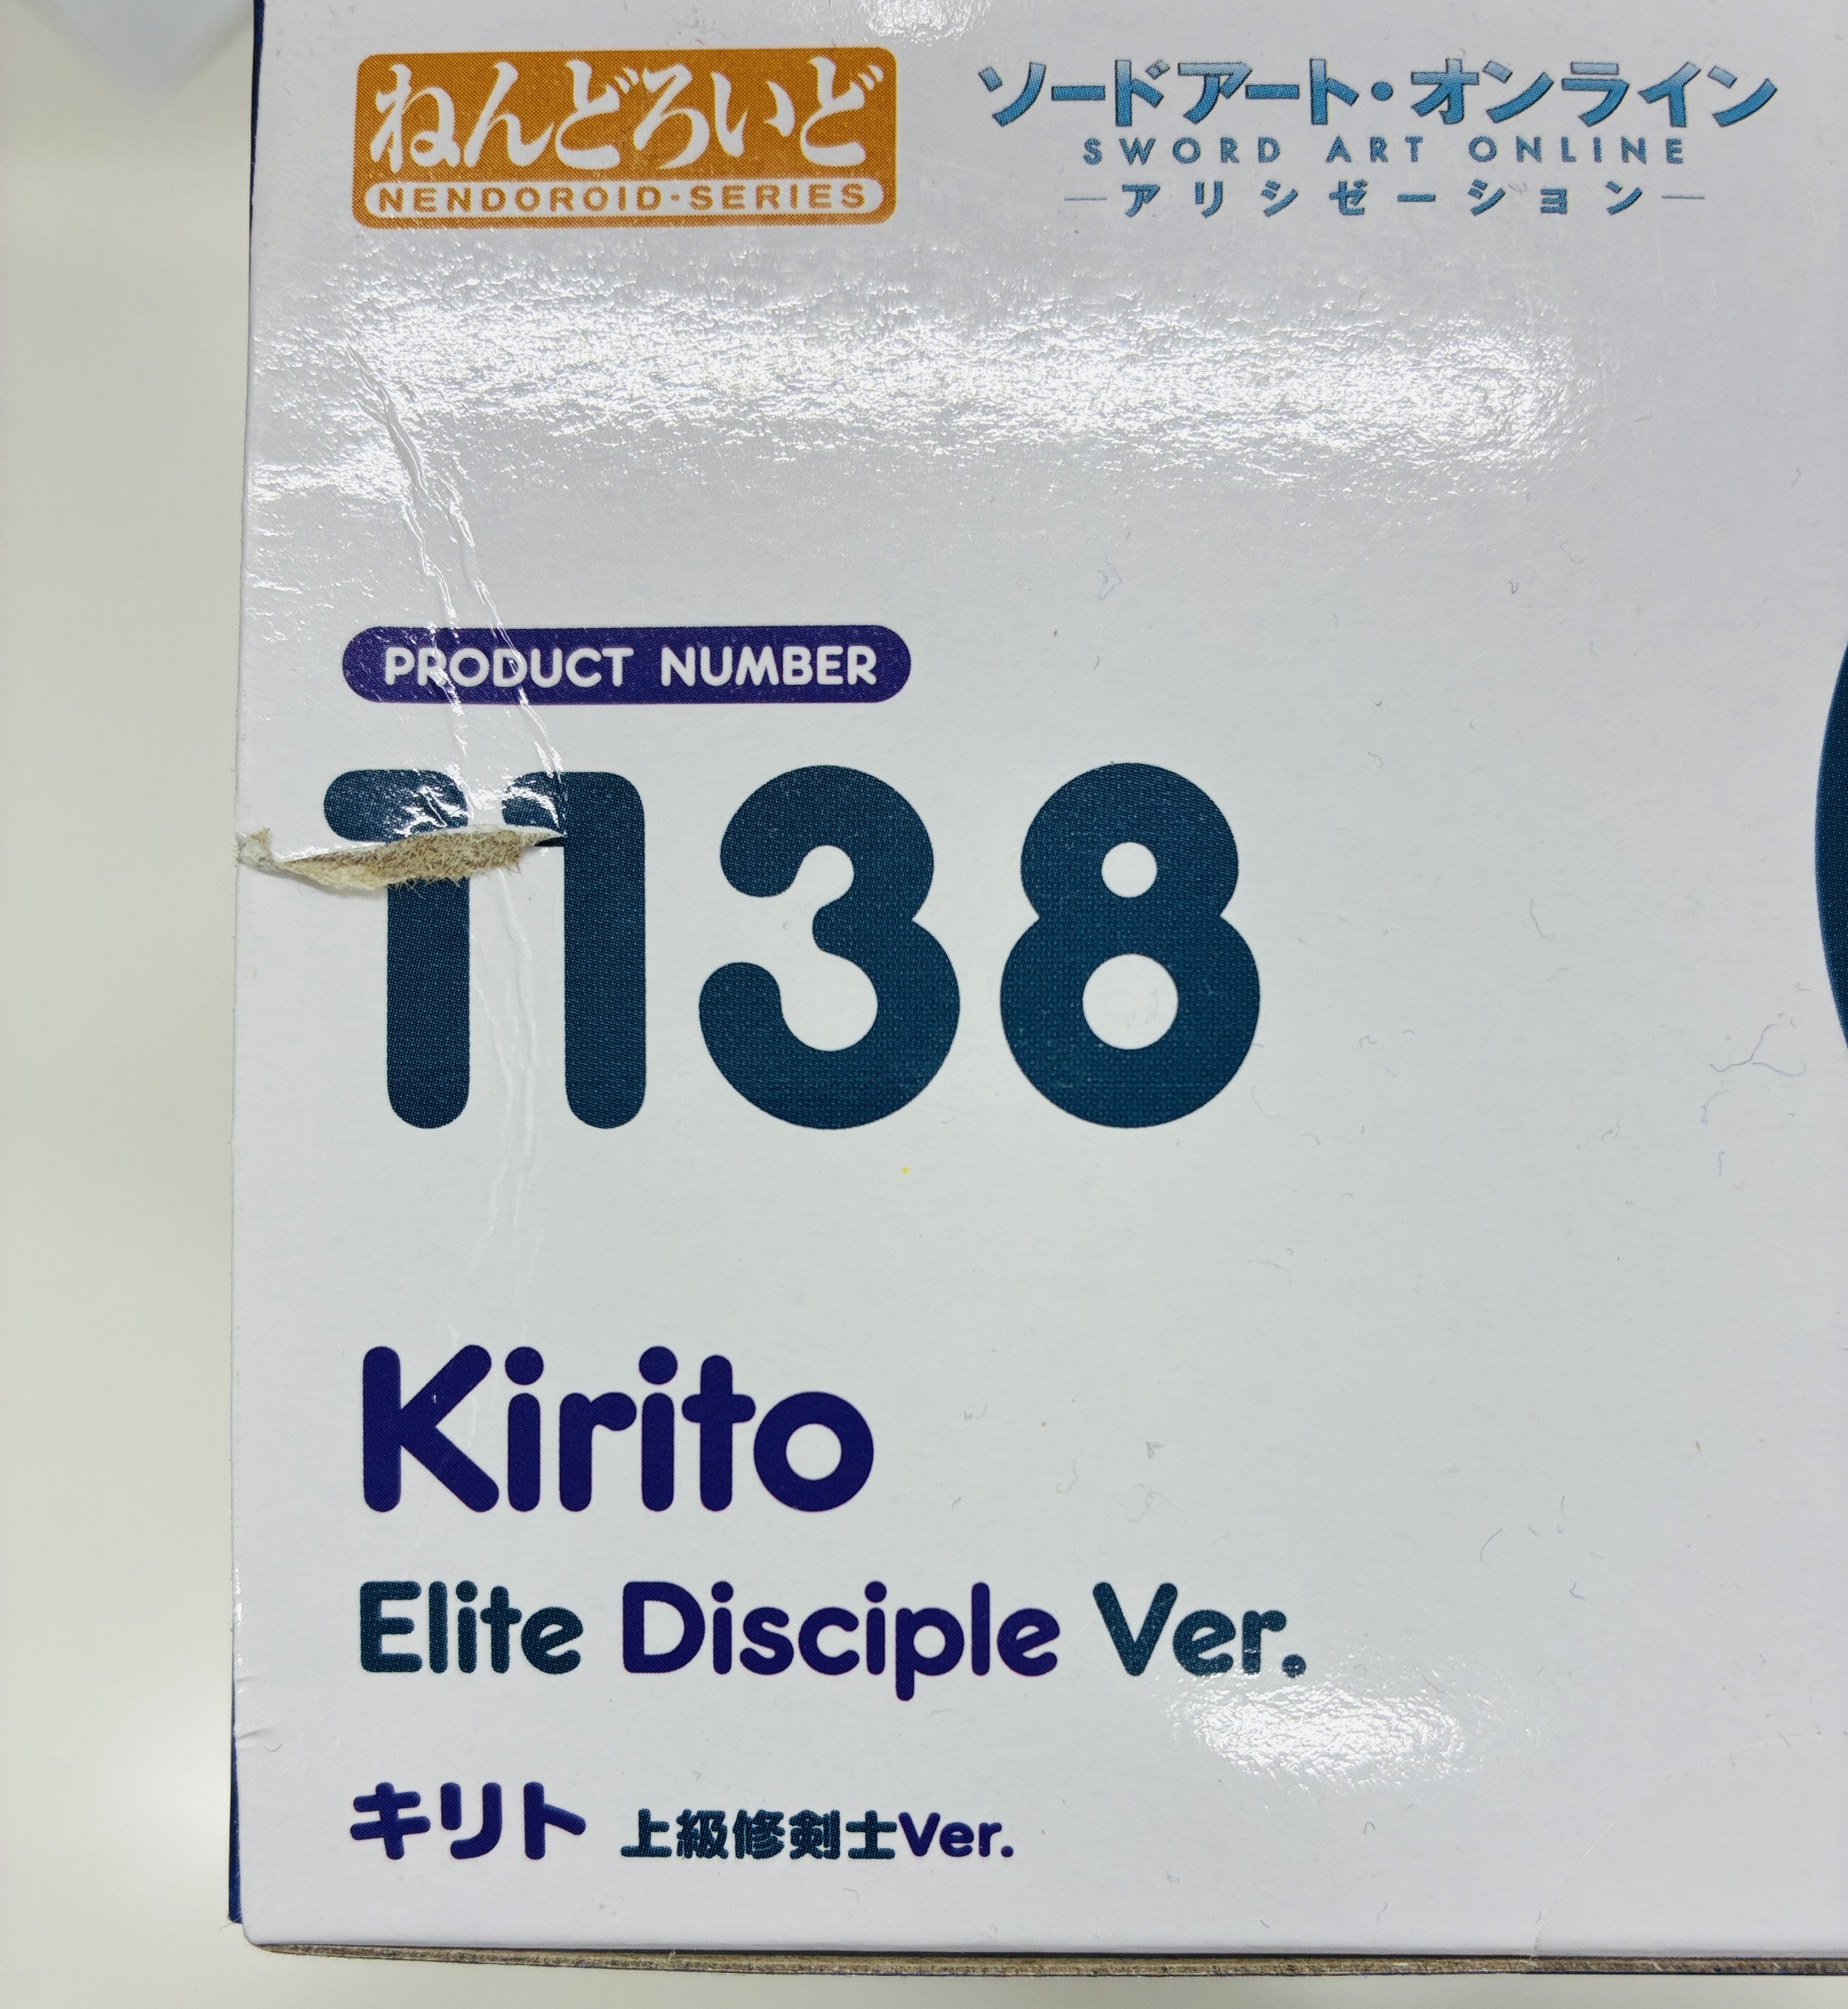 ねんどろいど
NENDOROID·SERIES
ソードアート・オンライン
SWORD ART ONLINE
アリシゼーション
PRODUCT NUMBER
1138
Kirito
Elite Disciple Ver.
キリト 上級修剣士Ver.